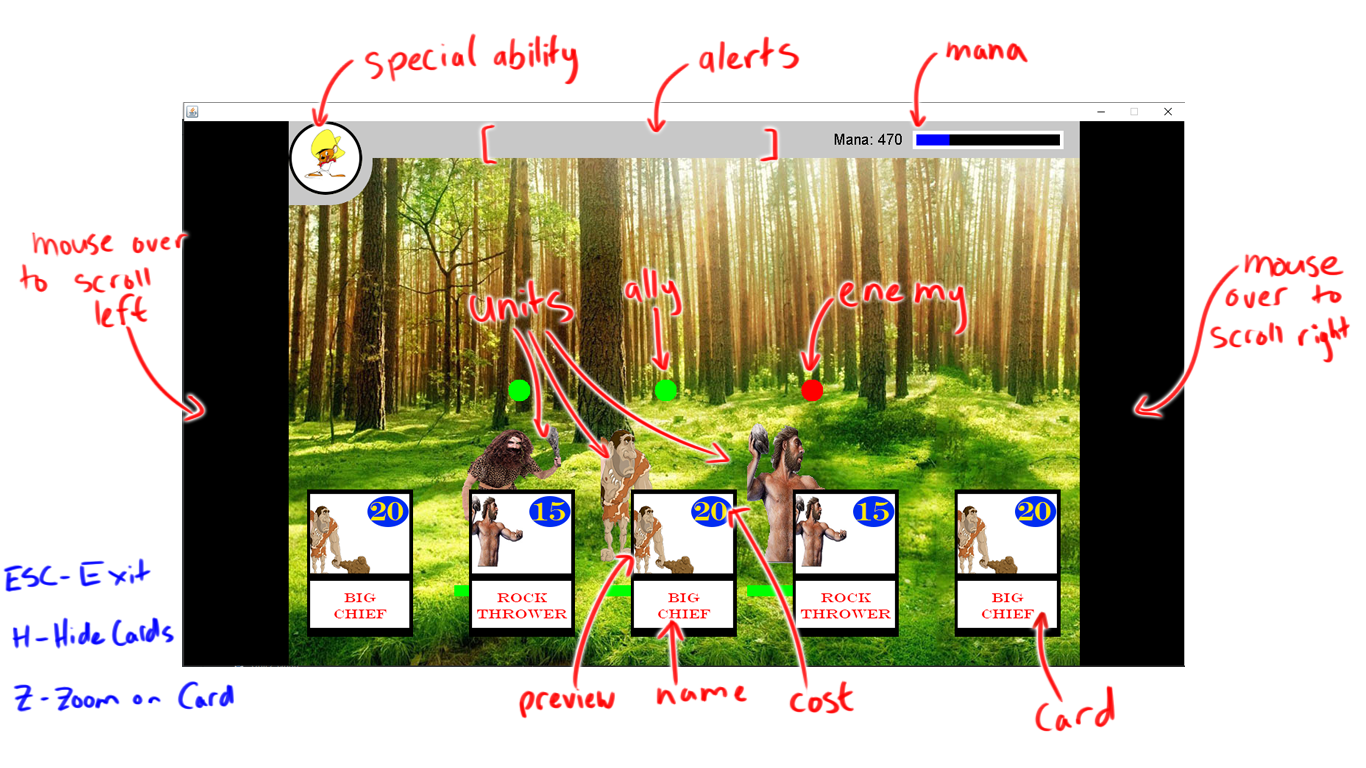 special ability
alerts
mana
Mana: 470
[ ]
mouse over
to scroll
left
units
ally
enemy
mouse
over to
scroll right
20
15
20
15
20
BIG
CHIEF
ROCK
THROWER
BIG
CHIEF
ROCK
THROWER
BIG
CHIEF
ESC - Exit
H - Hide Cards
Z - Zoom on Card
preview
name
cost
card